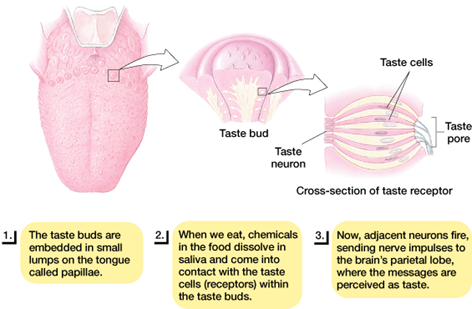 Taste cells
Taste bud
Taste
pore
Taste
neuron
Cross-section of taste receptor
1.
The taste buds are
embedded in small
lumps on the tongue
called papillae.
2.
When we eat, chemicals
in the food dissolve in
saliva and come into
contact with the taste
cells (receptors) within
the taste buds.
3.
Now, adjacent neurons fire,
sending nerve impulses to
the brain's parietal lobe,
where the messages are
perceived as taste.